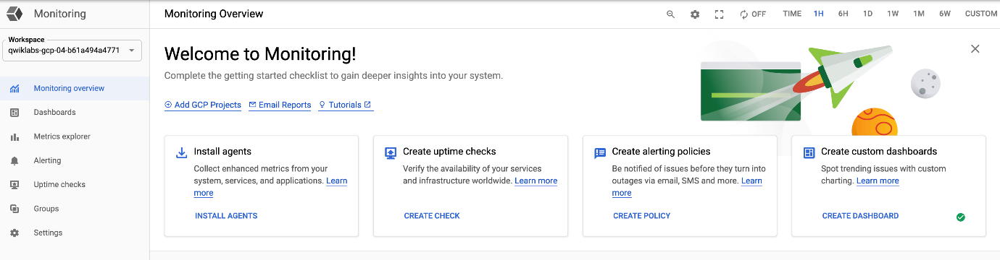 Monitoring
Monitoring Overview
OFF
TIME
1H
6H
1D
1W
1M
6W
CUSTOM
Workspace
qwiklabs-gcp-04-b61a494a4771
Monitoring overview
Dashboards
Metrics explorer
Alerting
Uptime checks
Groups
Settings
Welcome to Monitoring!
Complete the getting started checklist to gain deeper insights into your system.
Add GCP Projects
Email Reports
Tutorials
Install agents
Collect enhanced metrics from your
system, services, and applications. Learn
more
INSTALL AGENTS
Create uptime checks
Verify the availability of your services
and infrastructure worldwide. Learn more
CREATE CHECK
Create alerting policies
Be notified of issues before they turn into
outages via email, SMS and more. Learn
more
CREATE POLICY
Create custom dashboards
Spot trending issues with custom
charting. Learn more
CREATE DASHBOARD